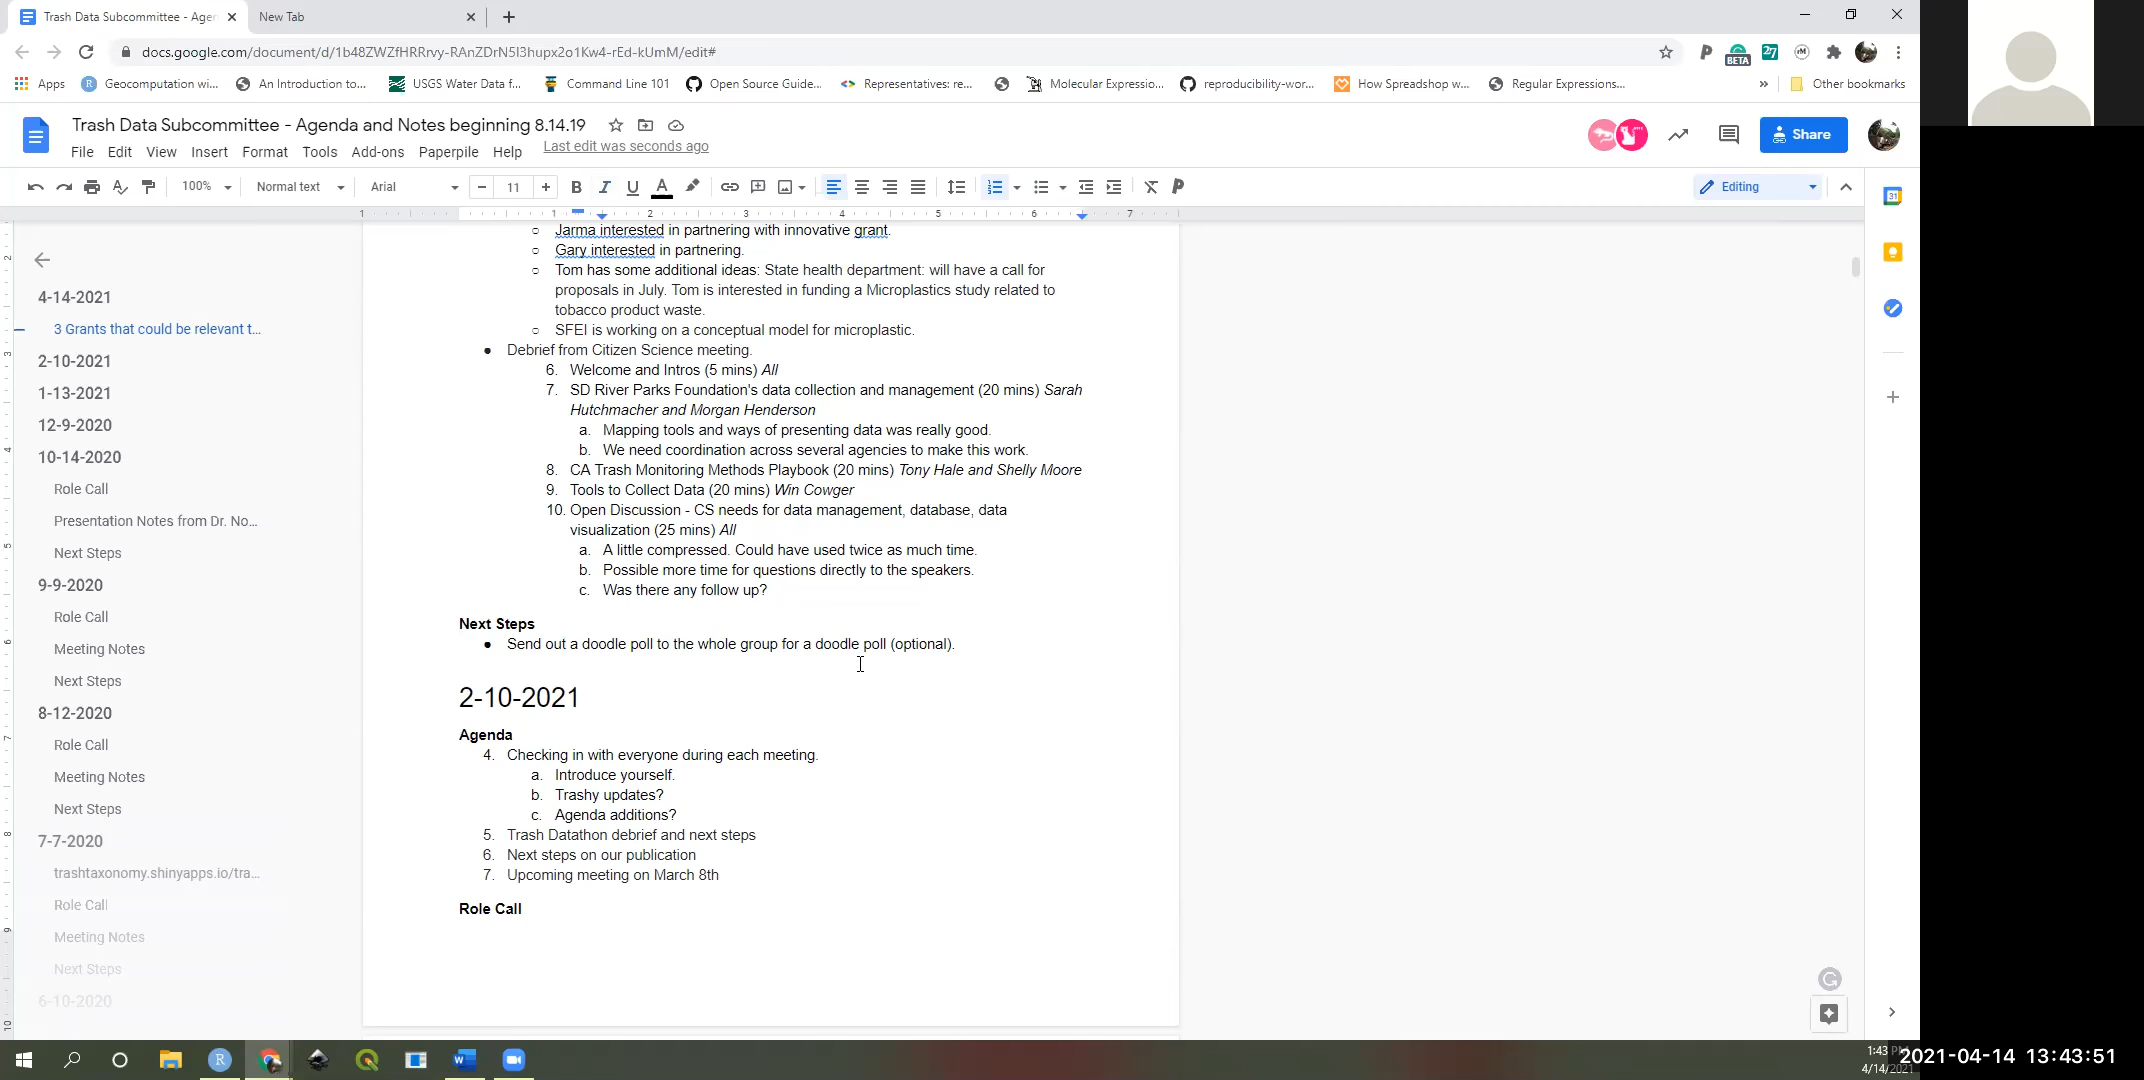 Trash Data Subcommittee - Agen
New Tab
docs.google.com/document/d/1b48ZWZfHRRrvy-RAnZDrN5l3hupx2o1Kw4-rEd-kUmM/edit#
BETA
27
Apps
Geocomputation wi...
An Introduction to...
USGS Water Data f...
Command Line 101
Open Source Guide...
Representatives: re...
Molecular Expressio...
reproducibility-wor...
How Spreadshop w...
Regular Expressions...
»
Other bookmarks
Trash Data Subcommittee - Agenda and Notes beginning 8.14.19
File Edit View Insert Format Tools Add-ons Paperpile Help Last edit was seconds ago
Share
100% Normal text Arial 11 B I U A
Editing
1 1 2 3 4 5 6 7
4-14-2021
3 Grants that could be relevant t...
2-10-2021
1-13-2021
12-9-2020
10-14-2020
Role Call
Presentation Notes from Dr. No...
Next Steps
9-9-2020
Role Call
Meeting Notes
Next Steps
8-12-2020
Role Call
Meeting Notes
Next Steps
7-7-2020
trashtaxonomy.shinyapps.io/tra...
Role Call
Meeting Notes
Next Steps
6-10-2020
○ Jarma interested in partnering with innovative grant.
○ Gary interested in partnering.
○ Tom has some additional ideas: State health department: will have a call for
proposals in July. Tom is interested in funding a Microplastics study related to
tobacco product waste.
○ SFEI is working on a conceptual model for microplastic.
● Debrief from Citizen Science meeting.
6. Welcome and Intros (5 mins) All
7. SD River Parks Foundation's data collection and management (20 mins) Sarah
Hutchmacher and Morgan Henderson
a. Mapping tools and ways of presenting data was really good.
b. We need coordination across several agencies to make this work.
8. CA Trash Monitoring Methods Playbook (20 mins) Tony Hale and Shelly Moore
9. Tools to Collect Data (20 mins) Win Cowger
10. Open Discussion - CS needs for data management, database, data
visualization (25 mins) All
a. A little compressed. Could have used twice as much time.
b. Possible more time for questions directly to the speakers.
c. Was there any follow up?
Next Steps
● Send out a doodle poll to the whole group for a doodle poll (optional).
2-10-2021
Agenda
4. Checking in with everyone during each meeting.
a. Introduce yourself.
b. Trashy updates?
c. Agenda additions?
5. Trash Datathon debrief and next steps
6. Next steps on our publication
7. Upcoming meeting on March 8th
Role Call
31
1:43 PM
4/14/2021
2021-04-14 13:43:51